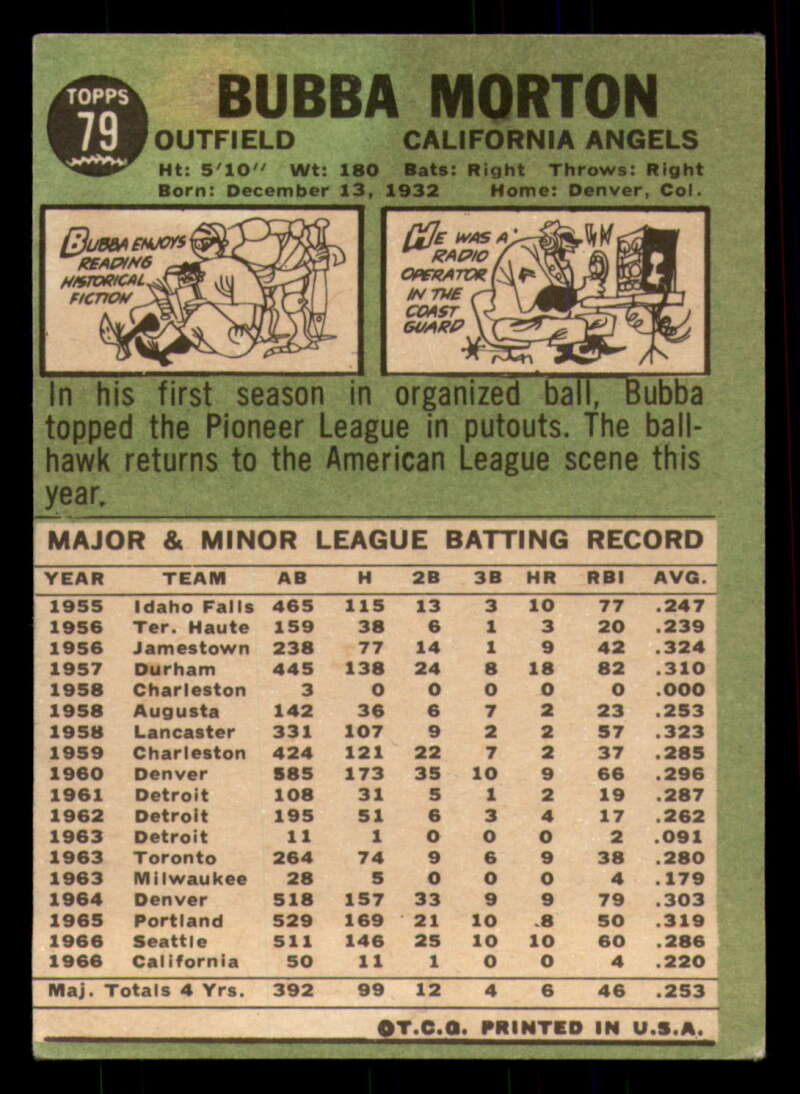 TOPPS
79
BUBBA MORTON
OUTFIELD CALIFORNIA ANGELS
Ht: 5'10" Wt: 180 Bats: Right Throws: Right
Born: December 13, 1932 Home: Denver, Col.
BUBBA ENJOYS
READING
HISTORICAL
FICTION
HE WAS A
RADIO
OPERATOR
IN THE
COAST
GUARD
In his first season in organized ball, Bubba
topped the Pioneer League in putouts. The ball-
hawk returns to the American League scene this
year.
MAJOR & MINOR LEAGUE BATTING RECORD
YEAR TEAM AB H 2B 3B HR RBI AVG.
1955 Idaho Falls 465 115 13 3 10 77 .247
1956 Ter. Haute 159 38 6 1 3 20 .239
1956 Jamestown 238 77 14 1 9 42 .324
1957 Durham 445 138 24 8 18 82 .310
1958 Charleston 3 0 0 0 0 0 .000
1958 Augusta 142 36 6 7 2 23 .253
1958 Lancaster 331 107 9 2 2 57 .323
1959 Charleston 424 121 22 7 2 37 .285
1960 Denver 585 173 35 10 9 66 .296
1961 Detroit 108 31 5 1 2 19 .287
1962 Detroit 195 51 6 3 4 17 .262
1963 Detroit 11 1 0 0 0 2 .091
1963 Toronto 264 74 9 6 9 38 .280
1963 Milwaukee 28 5 0 0 0 4 .179
1964 Denver 518 157 33 9 9 79 .303
1965 Portland 529 169 21 10 8 50 .319
1966 Seattle 511 146 25 10 10 60 .286
1966 California 50 11 1 0 0 4 .220
Maj. Totals 4 Yrs. 392 99 12 4 6 46 .253
©T.C.G. PRINTED IN U.S.A.